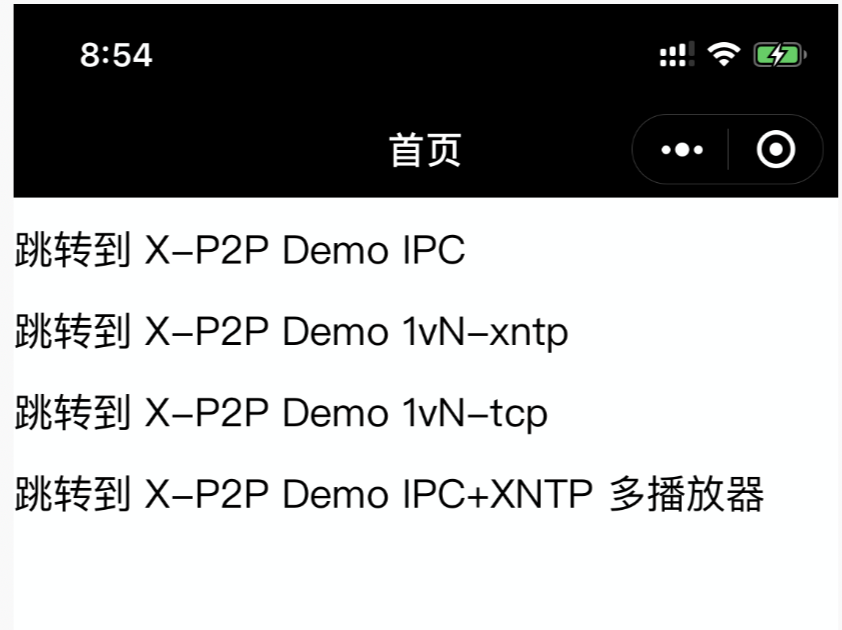 8:54
首页
跳转到 X-P2P Demo IPC
跳转到 X-P2P Demo 1vN-xntp
跳转到 X-P2P Demo 1vN-tcp
跳转到 X-P2P Demo IPC+XNTP 多播放器